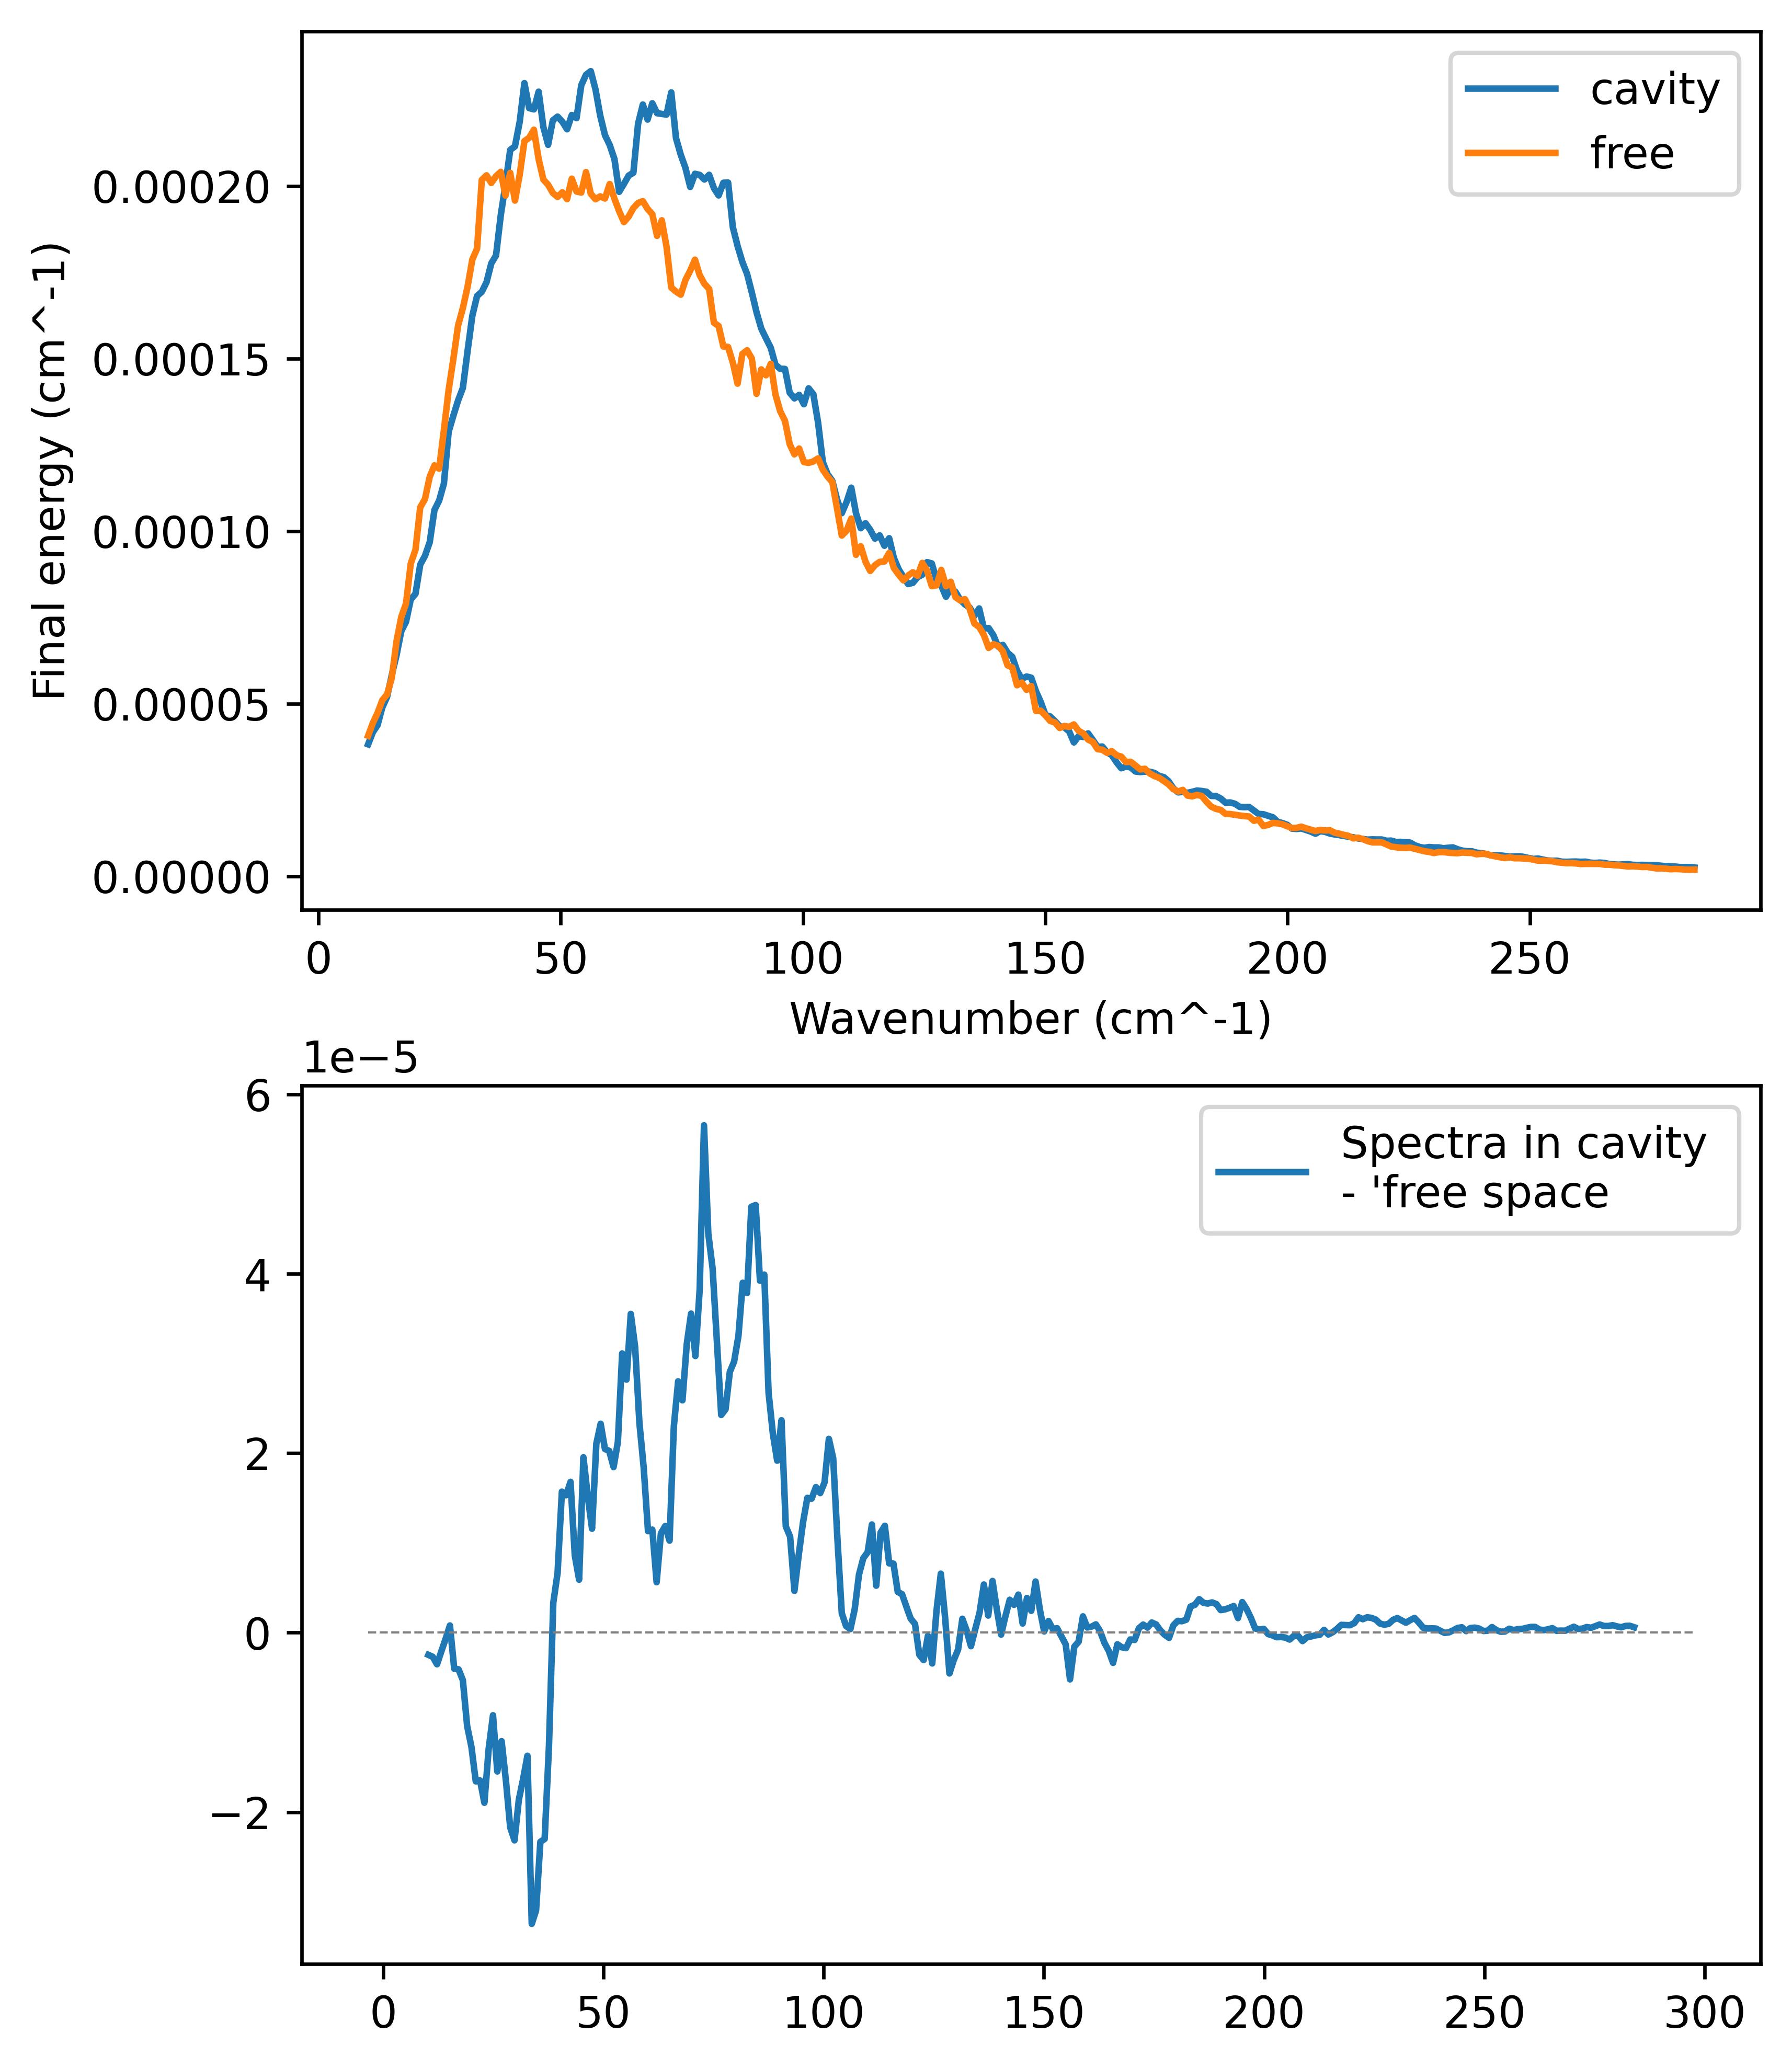 cavity
free
0.00020
0.00015
0.00010
0.00005
0.00000
Final energy (cm^-1)
0 50 100 150 200 250
Wavenumber (cm^-1)
1e−5
Spectra in cavity
- 'free space
6
4
2
0
−2
0 50 100 150 200 250 300